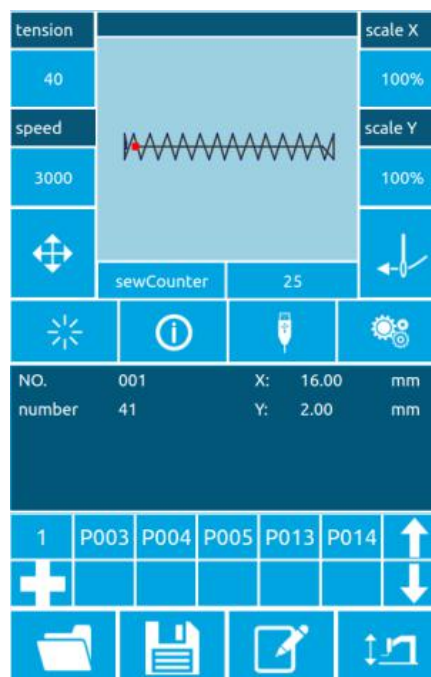 tension scale X
40 100%
speed scale Y
3000 100%
sewCounter 25
NO. 001 X: 16.00 mm
number 41 Y: 2.00 mm
1 P003 P004 P005 P013 P014